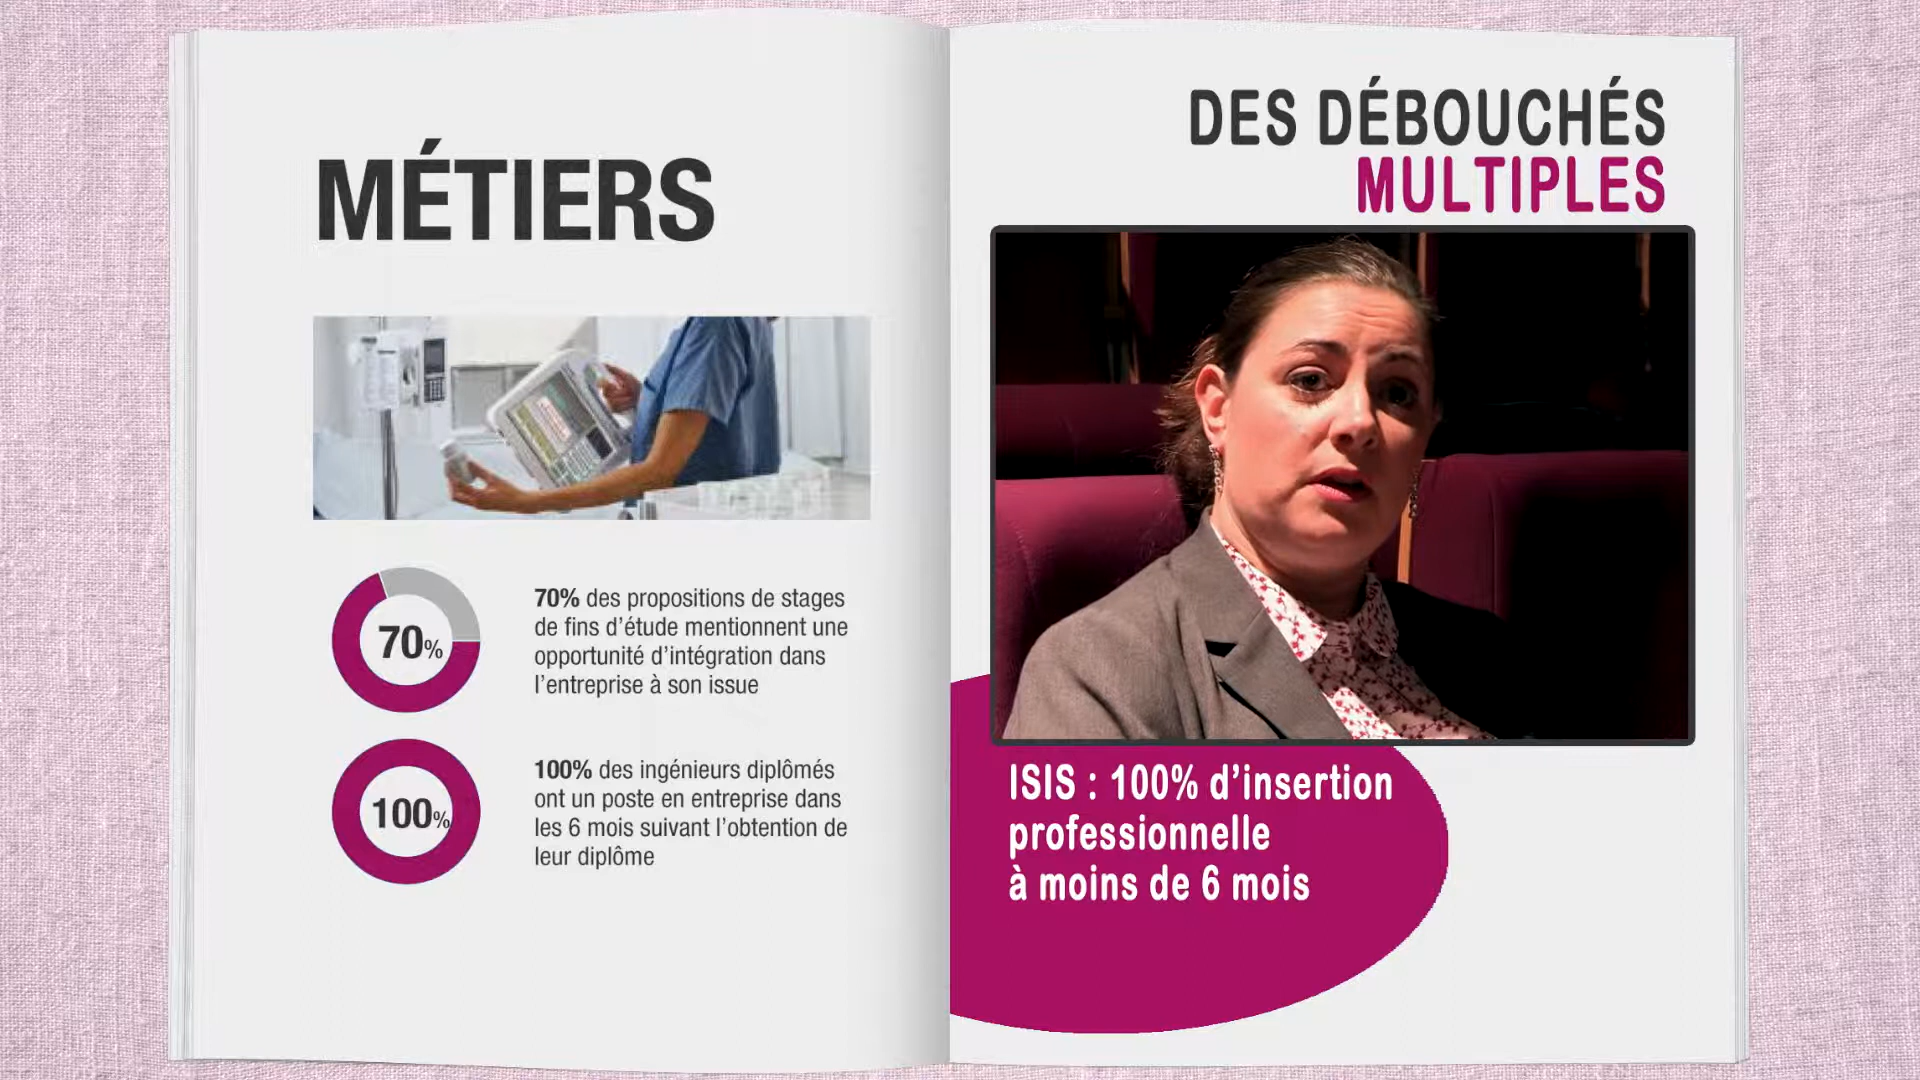 MÉTIERS
70%
70% des propositions de stages
de fins d’étude mentionnent une
opportunité d’intégration dans
l’entreprise à son issue
100%
100% des ingénieurs diplômés
ont un poste en entreprise dans
les 6 mois suivant l’obtention de
leur diplôme
DES DÉBOUCHÉS
MULTIPLES
ISIS : 100% d’insertion
professionnelle
à moins de 6 mois